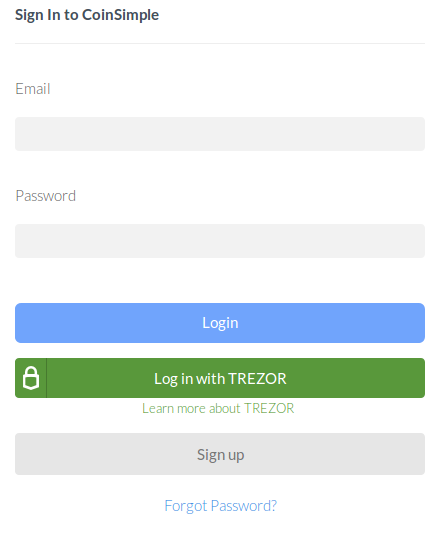 Sign In to CoinSimple
Email
Password
Login
Log in with TREZOR
Learn more about TREZOR
Sign up
Forgot Password?